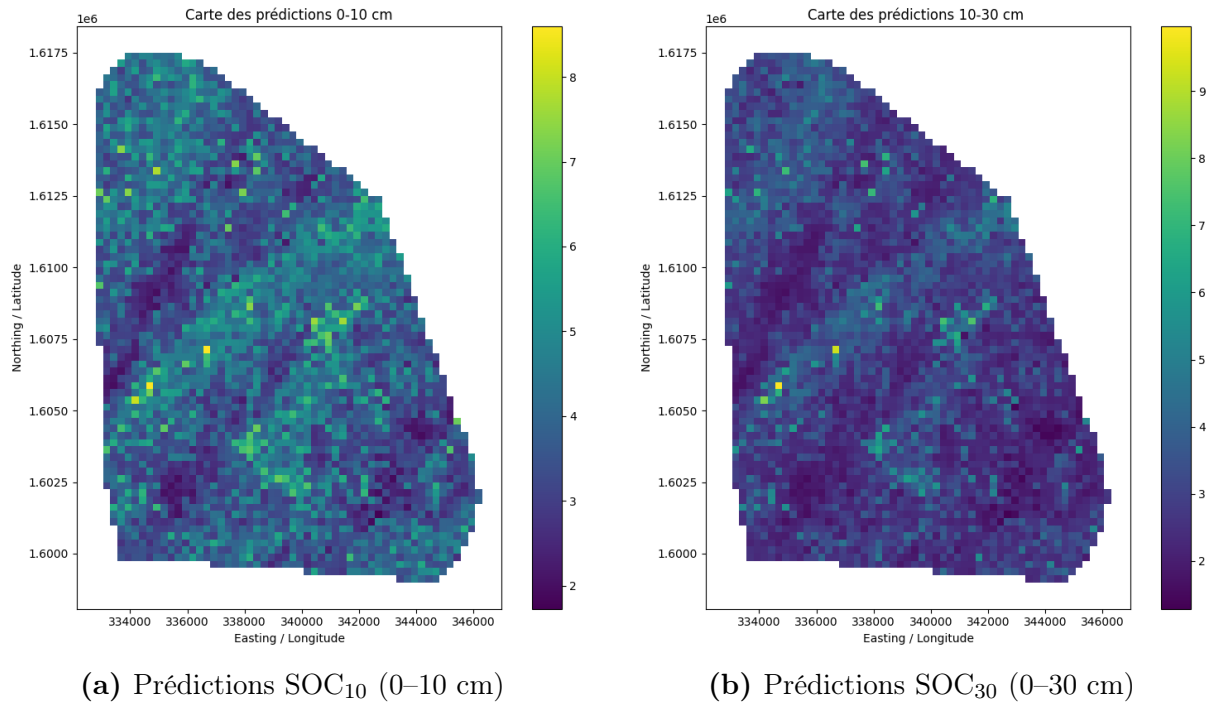 Carte des prédictions 0-10 cm
1e6
1.6175
1.6150
1.6125
1.6100
1.6075
1.6050
1.6025
1.6000
Northing / Latitude
334000 336000 338000 340000 342000 344000 346000
Easting / Longitude
8
7
6
5
4
3
2
(a) Prédictions SOC10 (0–10 cm)
Carte des prédictions 10-30 cm
1e6
1.6175
1.6150
1.6125
1.6100
1.6075
1.6050
1.6025
1.6000
Northing / Latitude
334000 336000 338000 340000 342000 344000 346000
Easting / Longitude
9
8
7
6
5
4
3
2
(b) Prédictions SOC30 (0–30 cm)